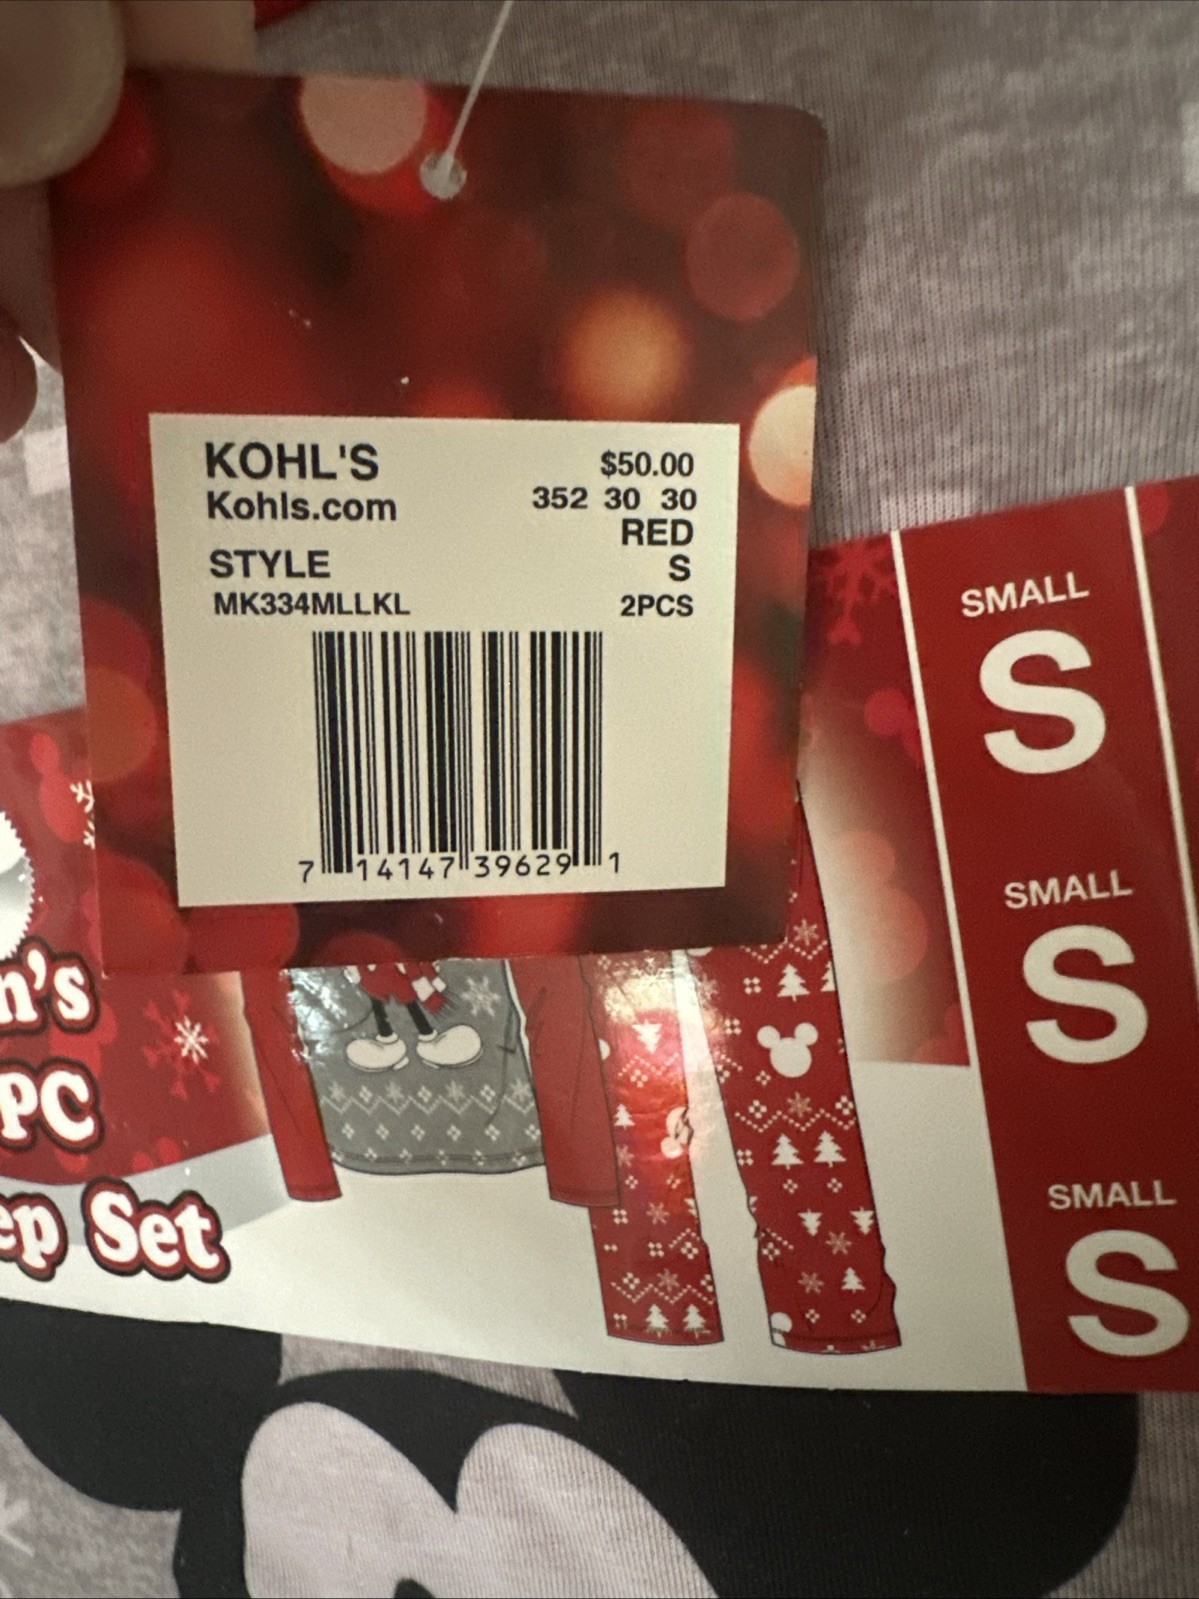 KOHL'S
$50.00
Kohls.com
352 30 30
RED
STYLE
S
MK334MLLKL
2PCS
7 14147 39629 1
SMALL
S
SMALL
S
SMALL
S
n's
PC
ep Set